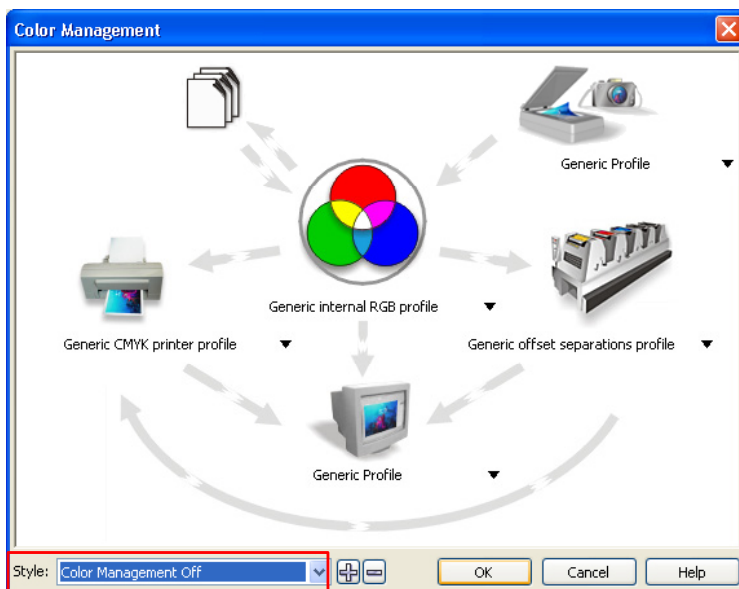 Color Management
Generic Profile
Generic internal RGB profile
Generic CMYK printer profile
Generic offset separations profile
Generic Profile
Style: Color Management Off
OK
Cancel
Help